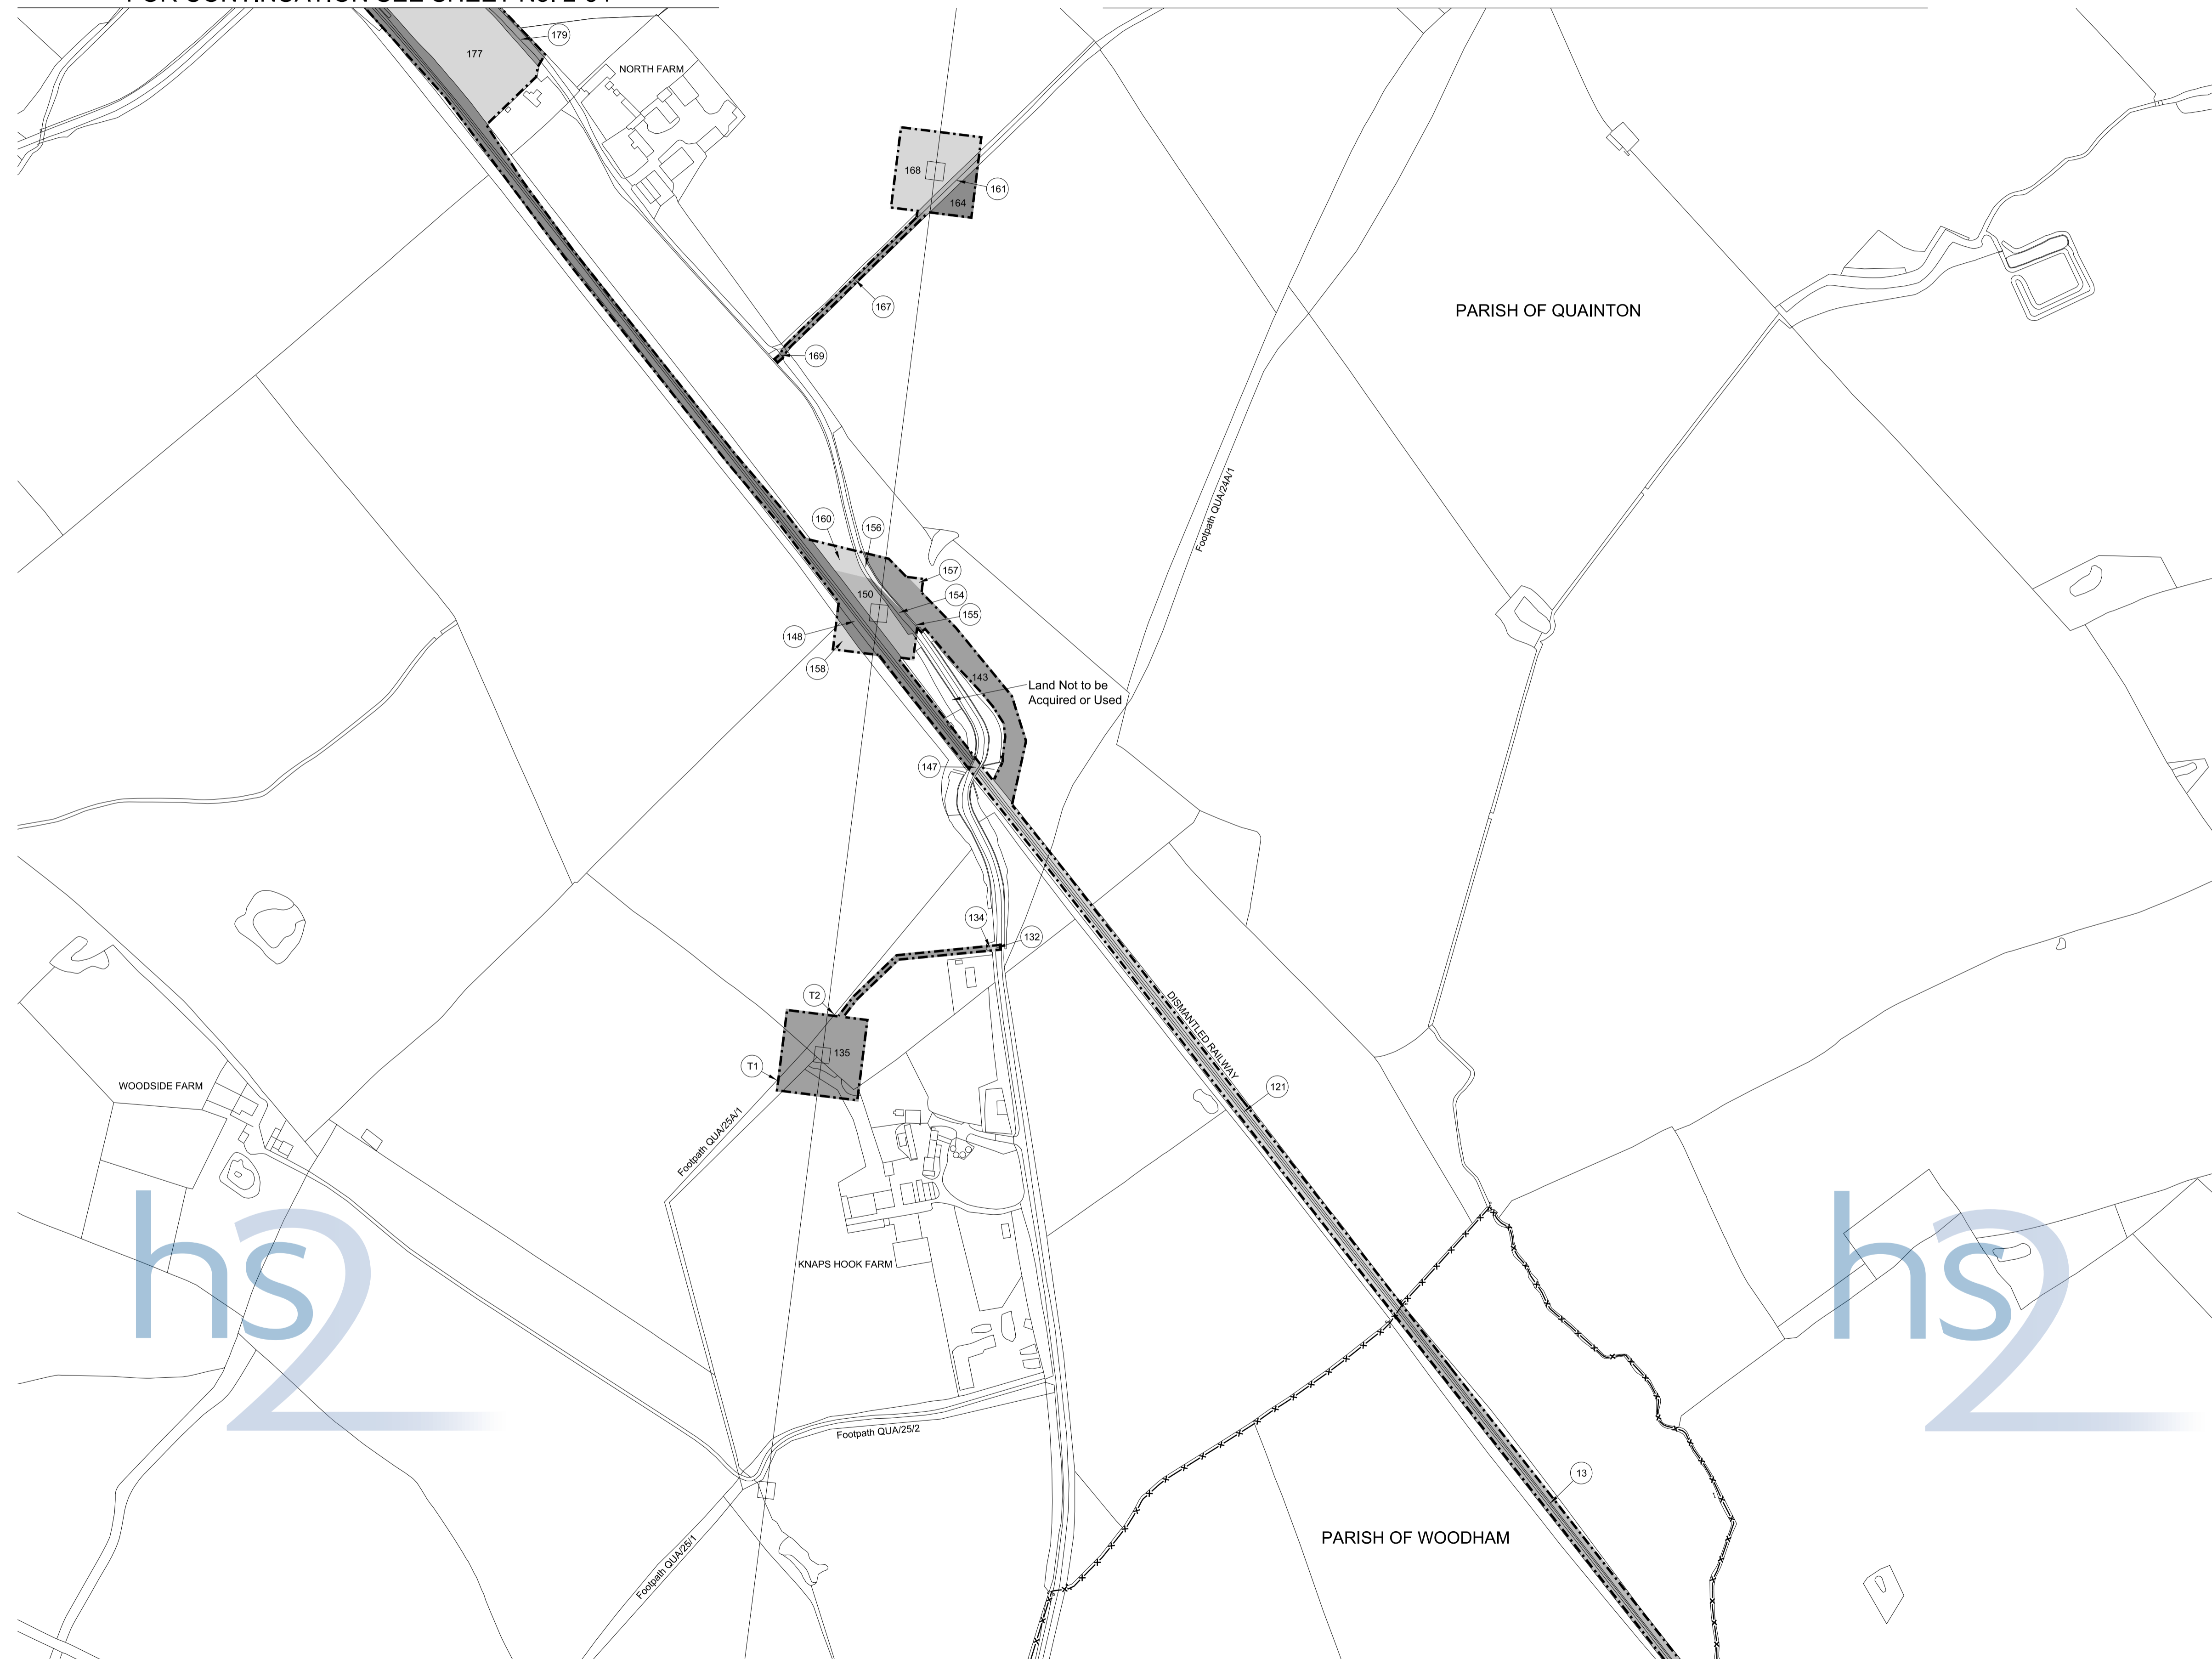 179
177
NORTH FARM
168
161
164
PARISH OF QUAINTON
167
169
Footpath QUA/24A/1
160
156
157
150
154
155
148
158
143
Land Not to be
Acquired or Used
147
134
132
T2
DISMANTLED RAILWAY
135
T1
WOODSIDE FARM
121
Footpath QUA/25A/1
hs2
hs2
KNAPS HOOK FARM
Footpath QUA/25/2
13
PARISH OF WOODHAM
Footpath QUA/25/1